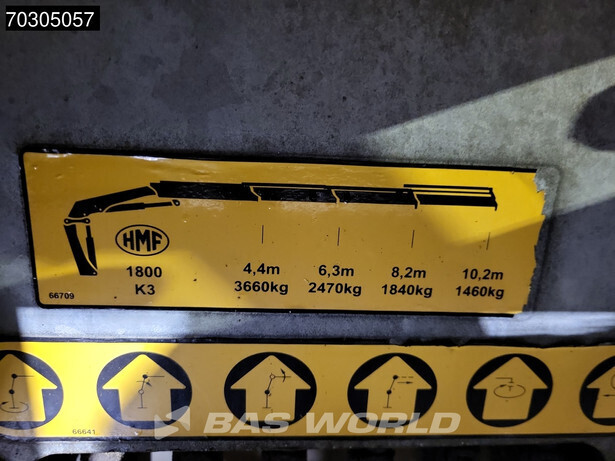 70305057
HMF
1800
K3
4,4m 6,3m 8,2m 10,2m
3660kg 2470kg 1840kg 1460kg
66709
66641
BAS WORLD